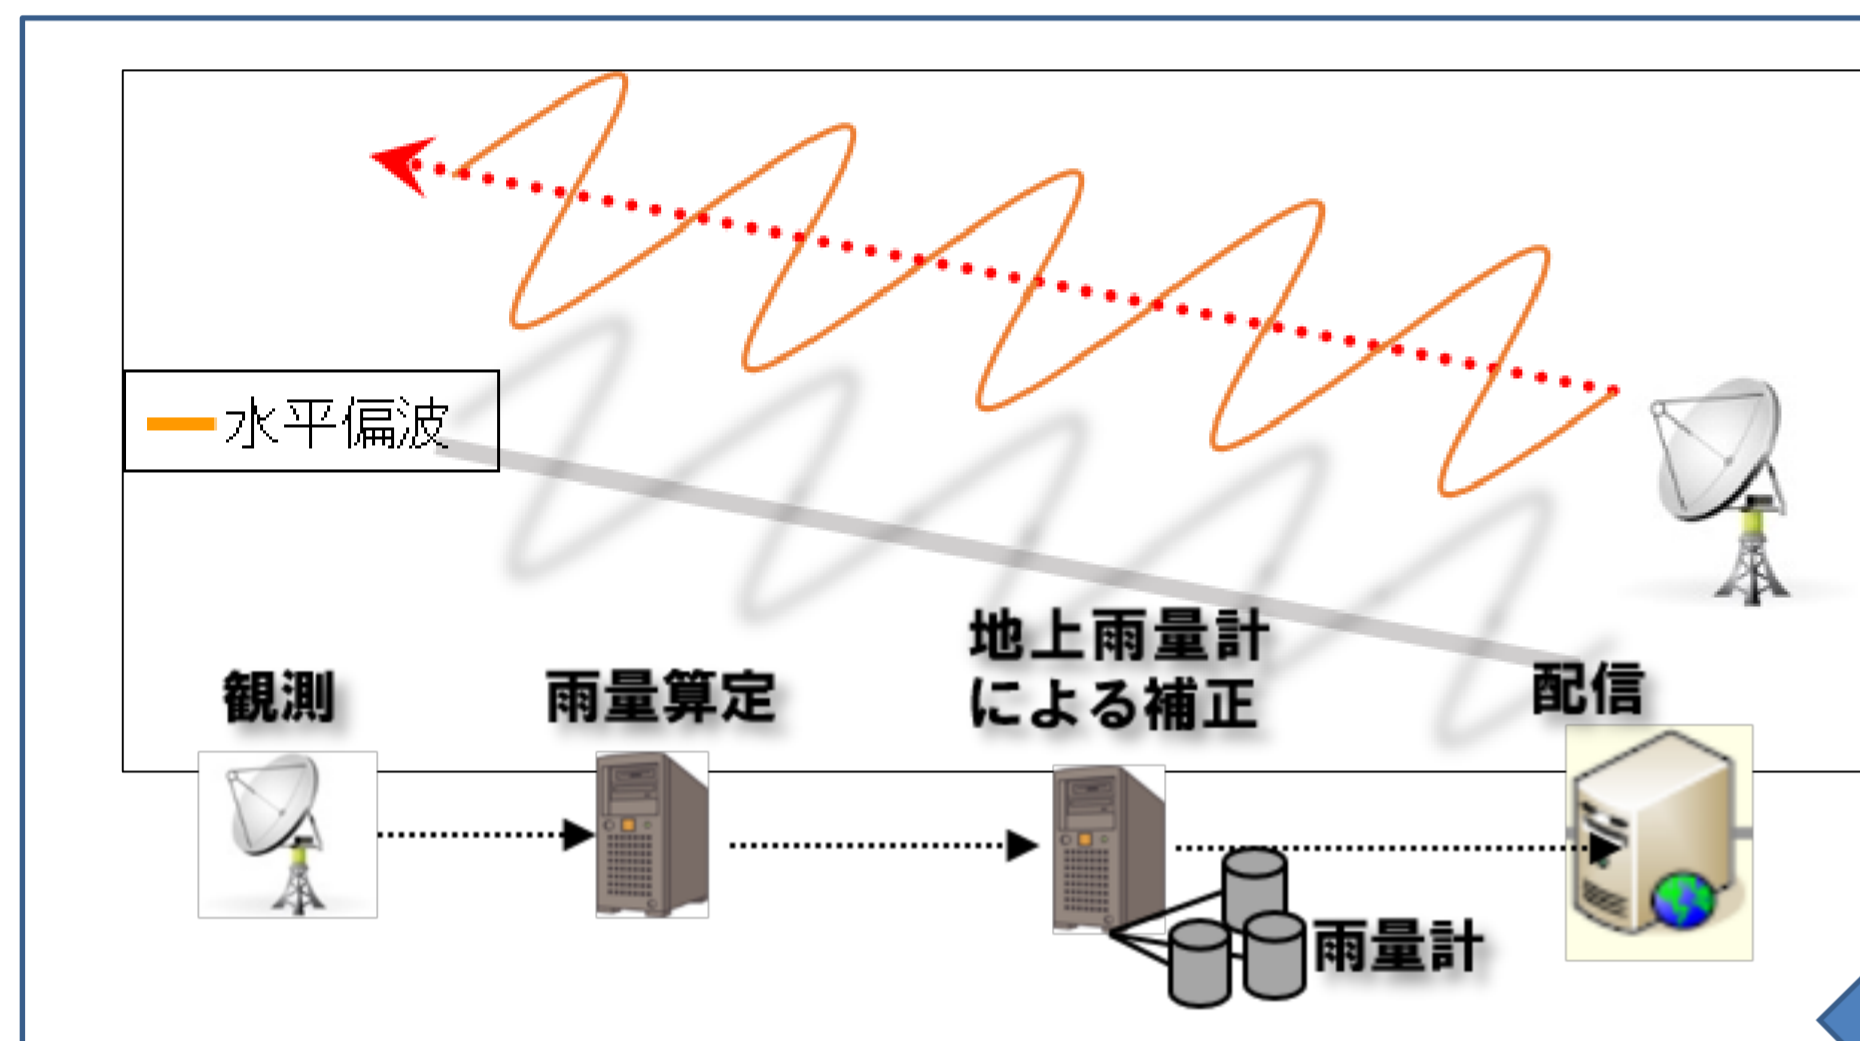 水平偏波
観測
雨量算定
地上雨量計
による補正
配信
雨量計